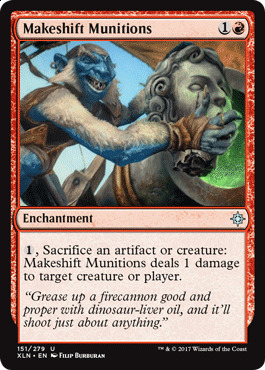 Makeshift Munitions 1
Enchantment
1, Sacrifice an artifact or creature:
Makeshift Munitions deals 1 damage
to target creature or player.
"Grease up a firecannon good and
proper with dinosaur-liver oil, and it'll
shoot just about anything."
151/279 U
XLN • EN Filip Burburan
™ & © 2017 Wizards of the Coast